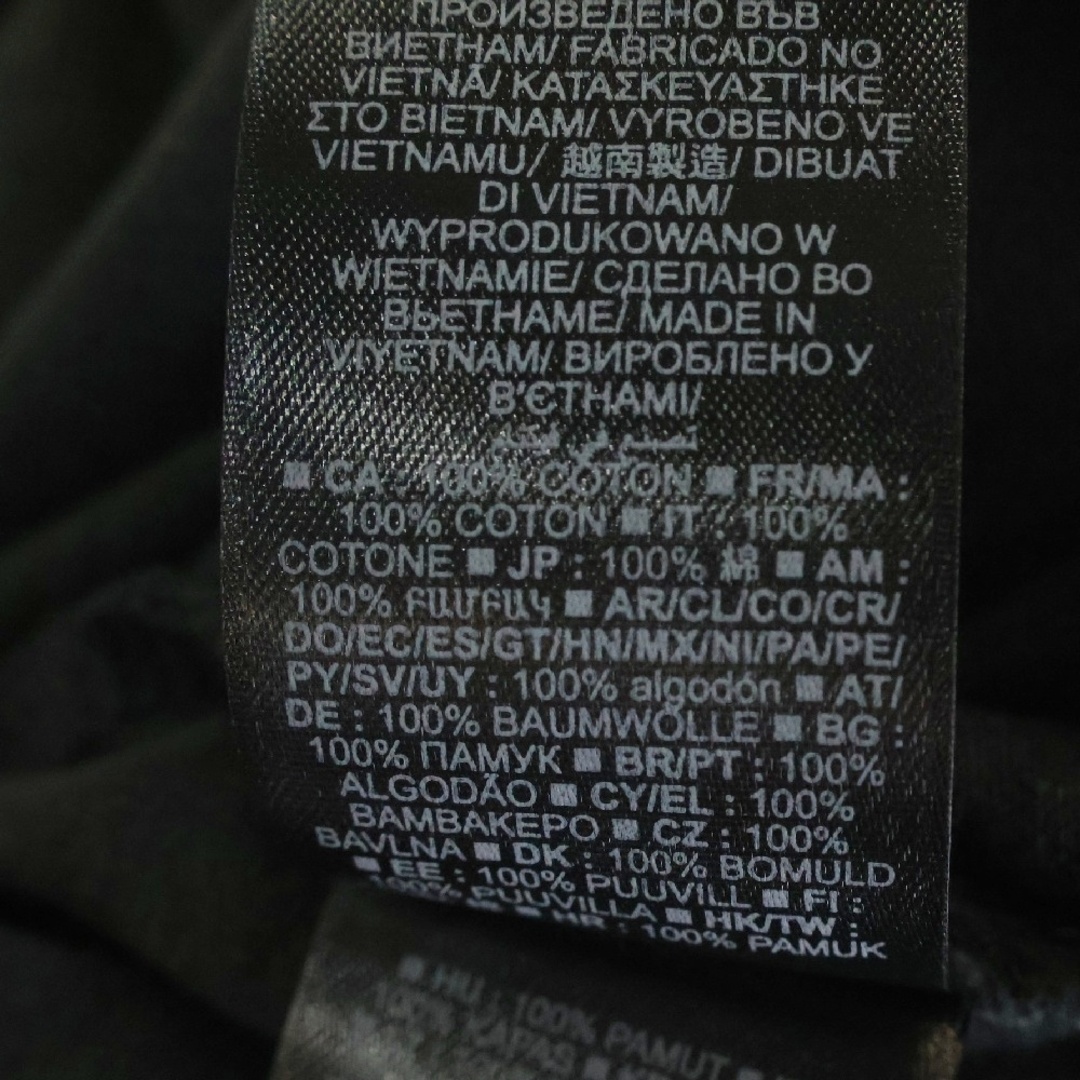 ПРОИЗВЕДЕНО ВЪВ
ВИЕТНАМ/ FABRICADO NO
VIETNÃ/ ΚΑΤΑΣΚΕΥΑΣΤΗΚΕ
ΣΤΟ ΒΙΕΤΝΑΜ/ VYROBENO VE
VIETNAMU/ 越南製造/ DIBUAT
DI VIETNAM/
WYPRODUKOWANO W
WIETNAMIE/ СДЕЛАНО ВО
ВЬЕТНАМЕ/ MADE IN
VIYETNAM/ ВИРОБЛЕНО У
В'ЄТНАМІ/
■ CA : 100% COTON ■ FR/MA :
100% COTON ■ IT : 100%
COTONE ■ JP : 100% 綿 ■ AM :
100% ԲԱՄԲԱԿ ■ AR/CL/CO/CR/
DO/EC/ES/GT/HN/MX/NI/PA/PE/
PY/SV/UY : 100% algodón ■ AT/
DE : 100% BAUMWOLLE ■ BG :
100% ПАМУК ■ BR/PT : 100%
ALGODÃO ■ CY/EL : 100%
ΒΑΜΒΑΚΕΡΟ ■ CZ : 100%
BAVLNA ■ DK : 100% BOMULD
■ EE : 100% PUUVILL ■ FI :
100% PUUVILLA ■ HK/TW :
■ HR : 100% PAMUK
■ HU : 100% PAMUT
100% KAPAS ■